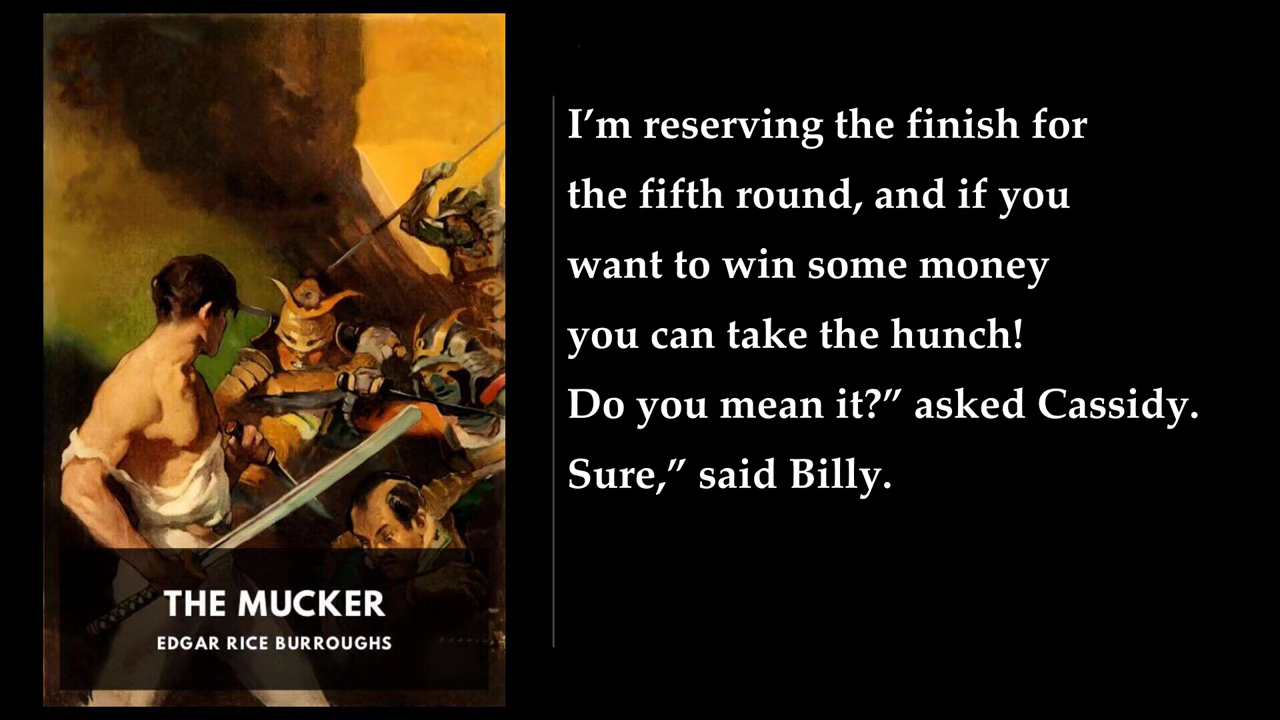 THE MUCKER
EDGAR RICE BURROUGHS
I’m reserving the finish for
the fifth round, and if you
want to win some money
you can take the hunch!
Do you mean it?” asked Cassidy.
Sure,” said Billy.